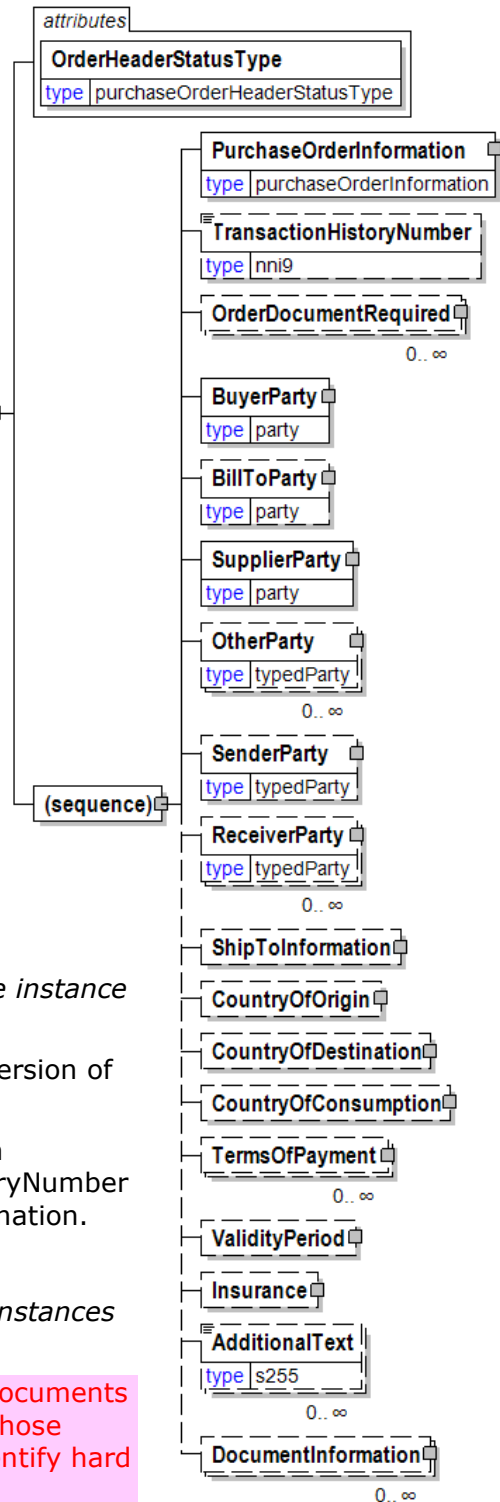 attributes
OrderHeaderStatusType
type purchaseOrderHeaderStatusType
PurchaseOrderInformation
type purchaseOrderInformation
TransactionHistoryNumber
type nni9
OrderDocumentRequired
0.. ∞
BuyerParty
type party
BillToParty
type party
SupplierParty
type party
OtherParty
type typedParty
0.. ∞
SenderParty
type typedParty
(sequence)
ReceiverParty
type typedParty
0.. ∞
ShipToInformation
CountryOfOrigin
CountryOfDestination
CountryOfConsumption
TermsOfPayment
0.. ∞
ValidityPeriod
Insurance
AdditionalText
type s255
0.. ∞
DocumentInformation
0.. ∞
instance
ersion of
ryNumber
nation.
nstances
ocuments
hose
entify hard